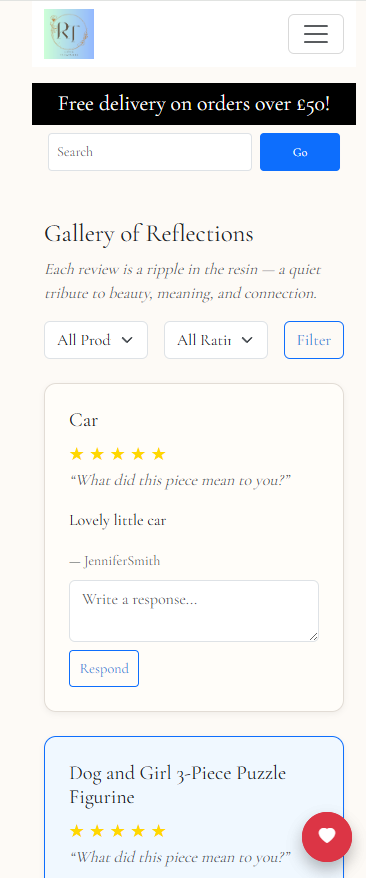 RT
Free delivery on orders over £50!
Search
Go
Gallery of Reflections
Each review is a ripple in the resin — a quiet
tribute to beauty, meaning, and connection.
All Prod
All Ratin
Filter
Car
★ ★ ★ ★ ★
“What did this piece mean to you?”
Lovely little car
— JenniferSmith
Write a response...
Respond
Dog and Girl 3-Piece Puzzle
Figurine
★ ★ ★ ★ ★
“What did this piece mean to you?”